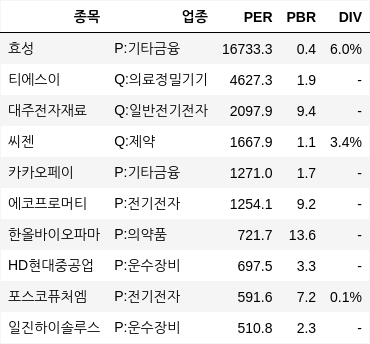 종목 업종 PER PBR DIV
효성 P:기타금융 16733.3 0.4 6.0%
티에스이 Q:의료정밀기기 4627.3 1.9 -
대주전자재료 Q:일반전기전자 2097.9 9.4 -
씨젠 Q:제약 1667.9 1.1 3.4%
카카오페이 P:기타금융 1271.0 1.7 -
에코프로머티 P:전기전자 1254.1 9.2 -
한올바이오파마 P:의약품 721.7 13.6 -
HD현대중공업 P:운수장비 697.5 3.3 -
포스코퓨처엠 P:전기전자 591.6 7.2 0.1%
일진하이솔루스 P:운수장비 510.8 2.3 -